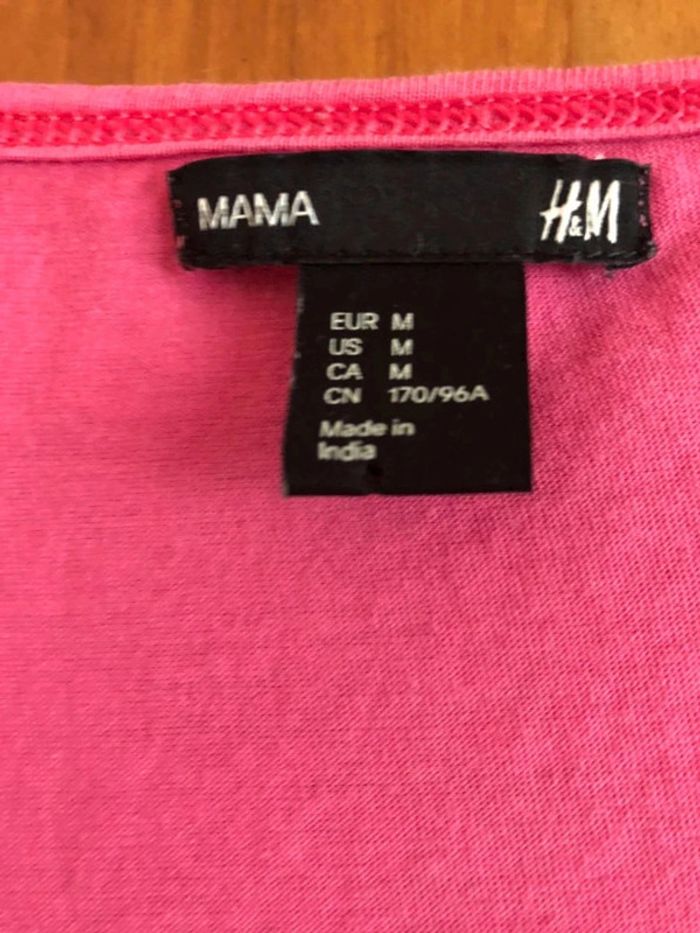 MAMA H&M
EUR M
US M
CA M
CN 170/96A
Made in
India